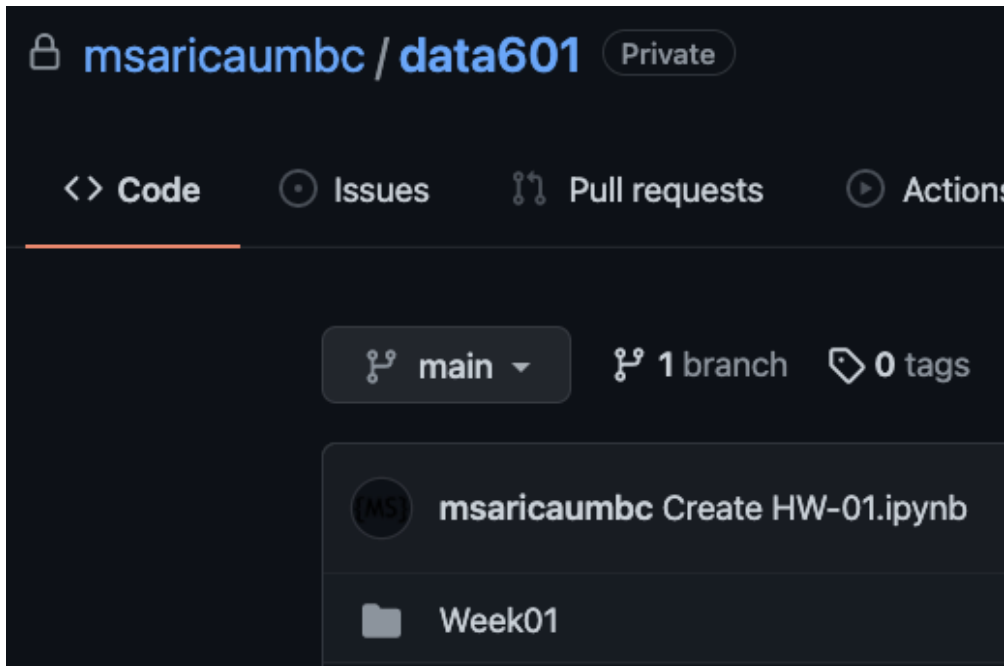 msaricaumbc / data601 Private
<> Code Issues Pull requests Actions
main 1 branch 0 tags
{MS} msaricaumbc Create HW-01.ipynb
Week01